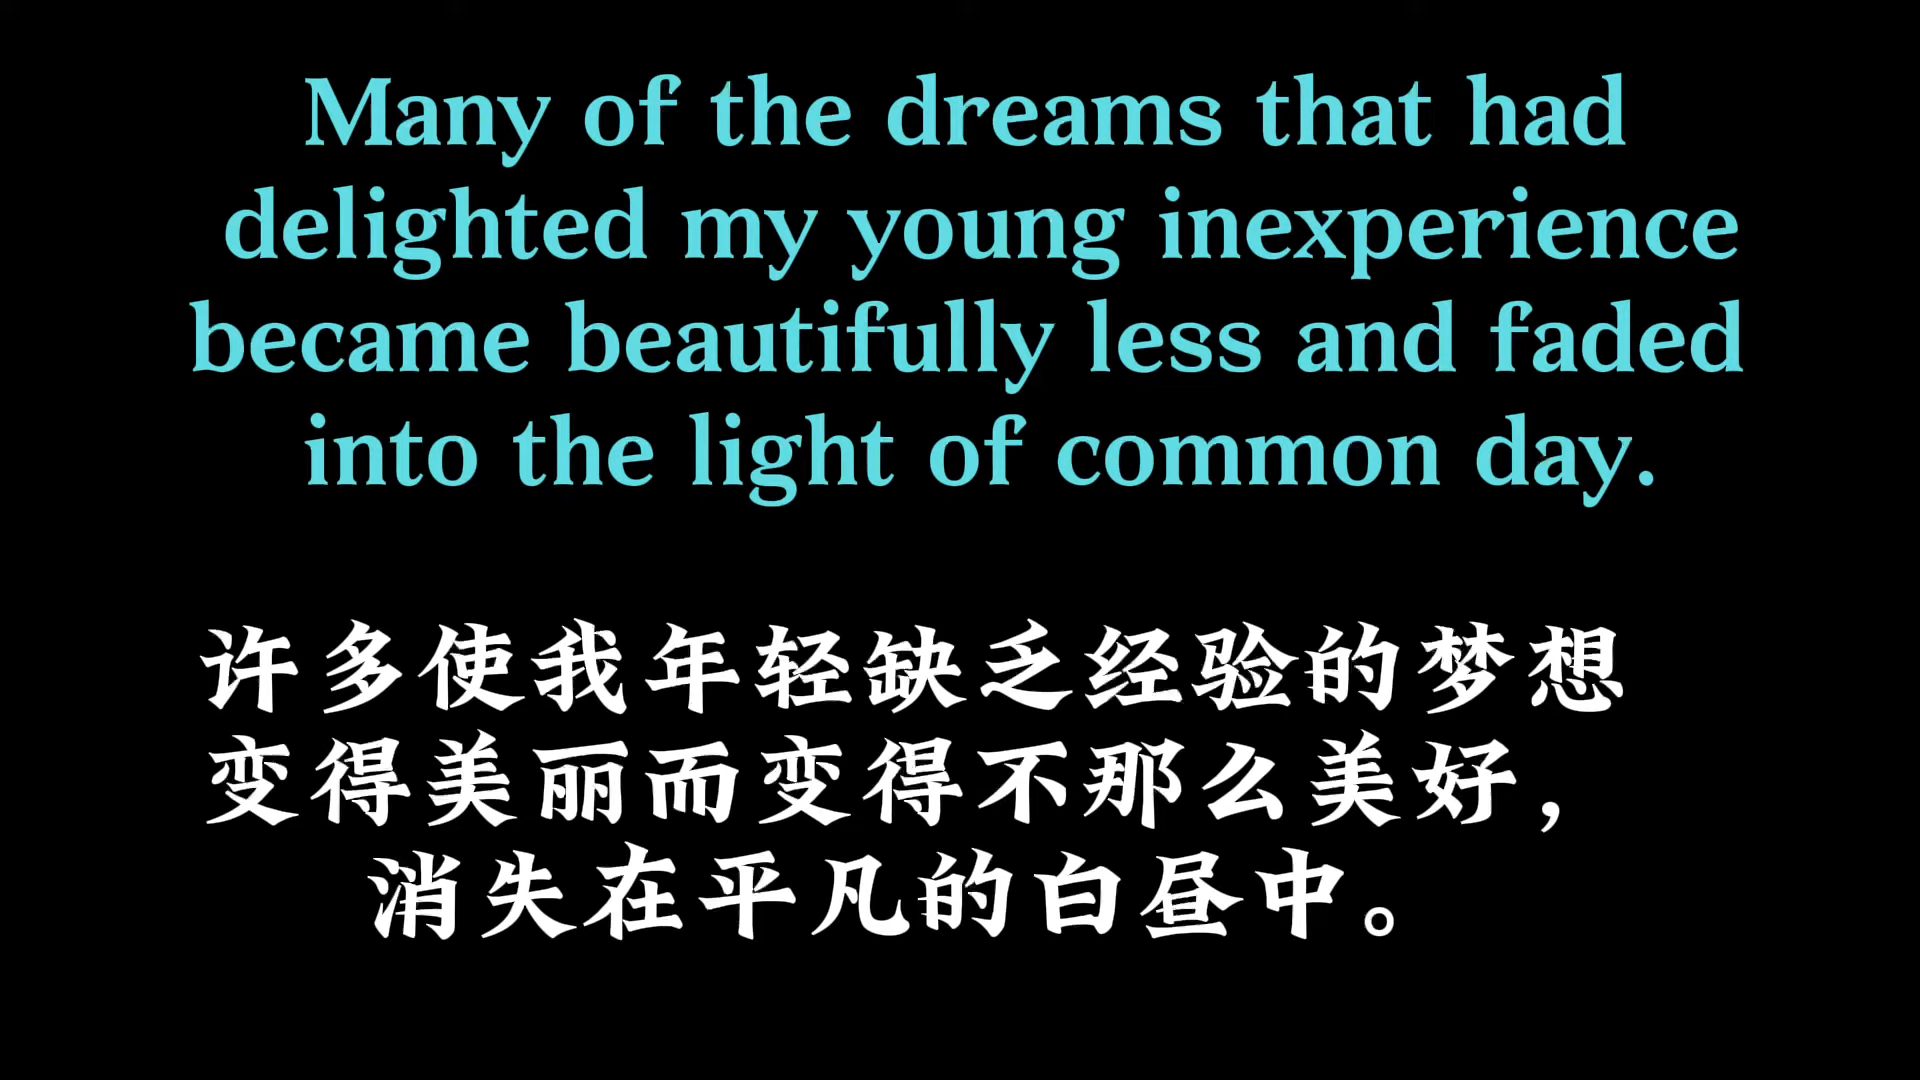 Many of the dreams that had
delighted my young inexperience
became beautifully less and faded
into the light of common day.
许多使我年轻缺乏经验的梦想
变得美丽而变得不那么美好，
消失在平凡的白昼中。